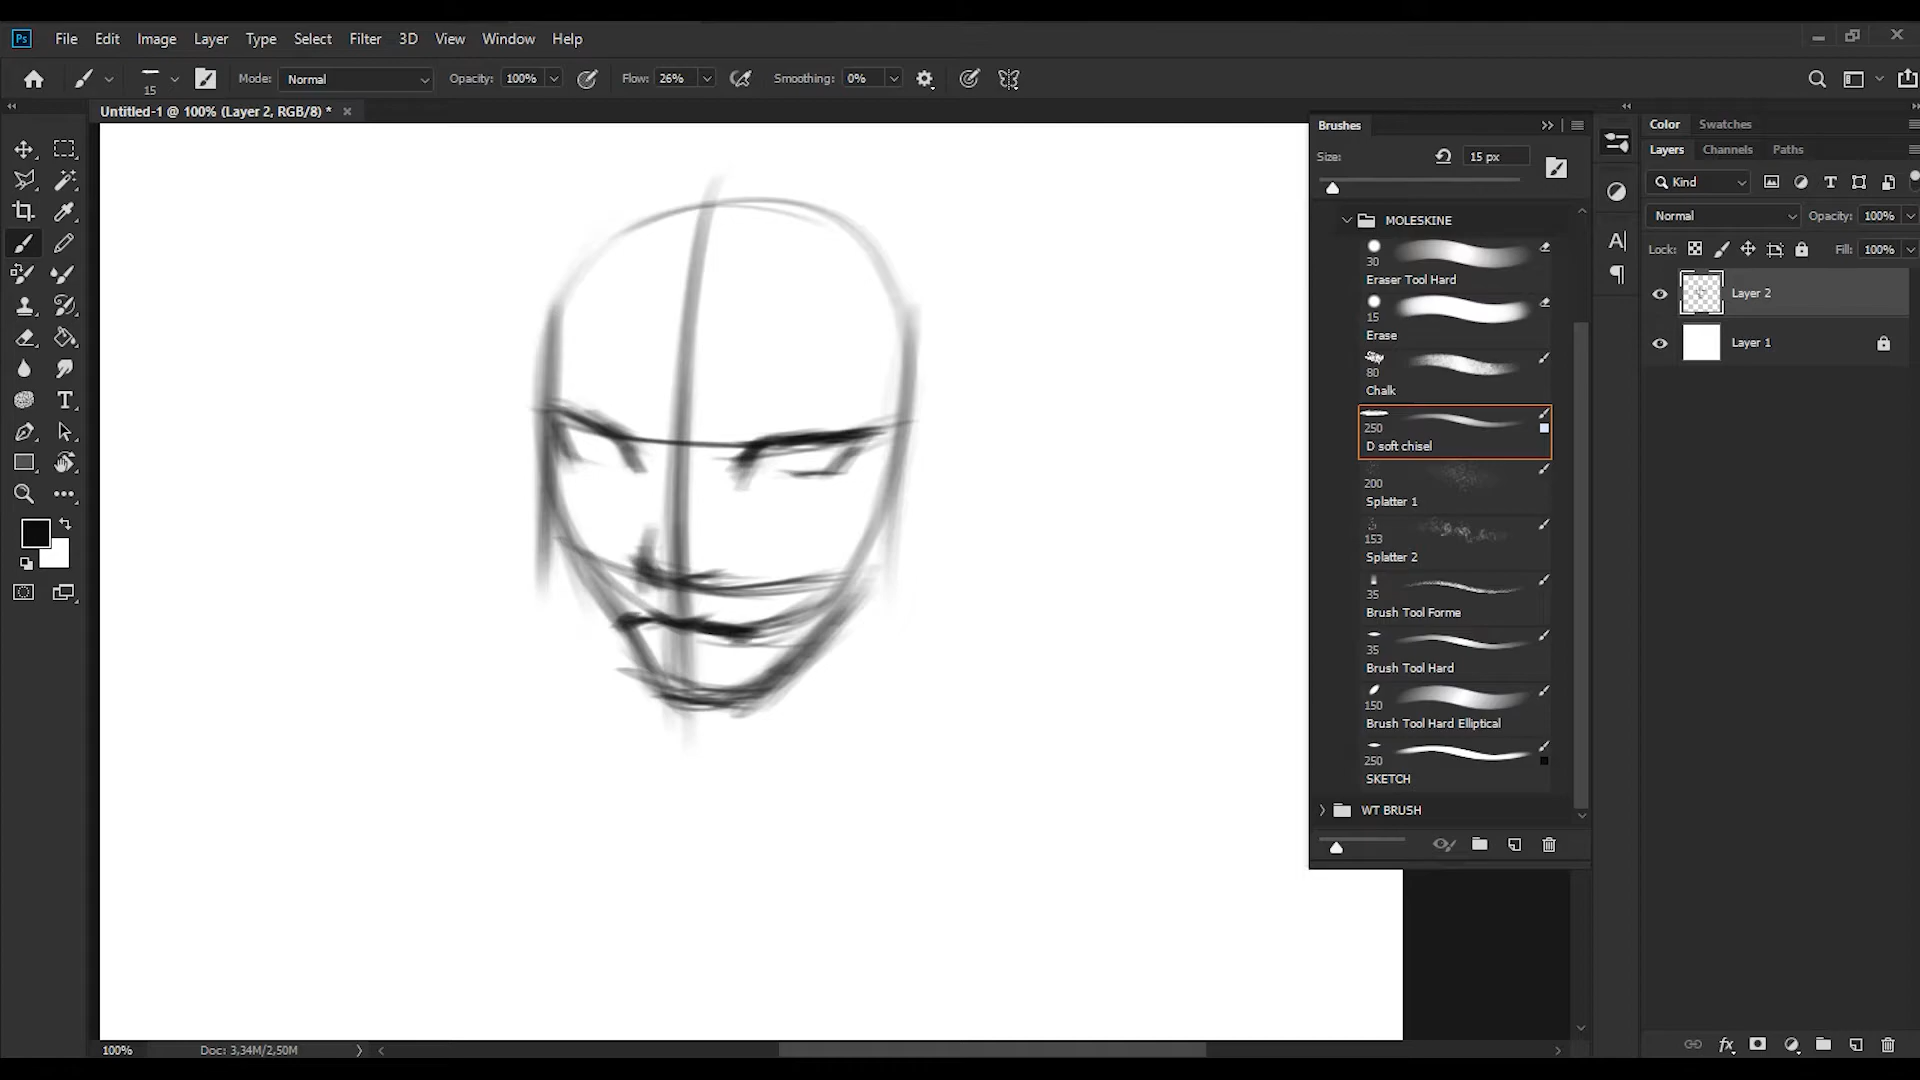 Ps File Edit Image Layer Type Select Filter 3D View Window Help
15 Mode: Normal Opacity: 100% Flow: 26% Smoothing: 0%
Untitled-1 @ 100% (Layer 2, RGB/8) *
Brushes
Size: 15 px
MOLESKINE
30
Eraser Tool Hard
15
Erase
80
Chalk
250
D soft chisel
200
Splatter 1
153
Splatter 2
35
Brush Tool Forme
35
Brush Tool Hard
150
Brush Tool Hard Elliptical
250
SKETCH
WT BRUSH
Color Swatches
Layers Channels Paths
Kind
Normal Opacity: 100%
Lock: Fill: 100%
Layer 2
Layer 1
100% Doc: 3,34M/2,50M
fx